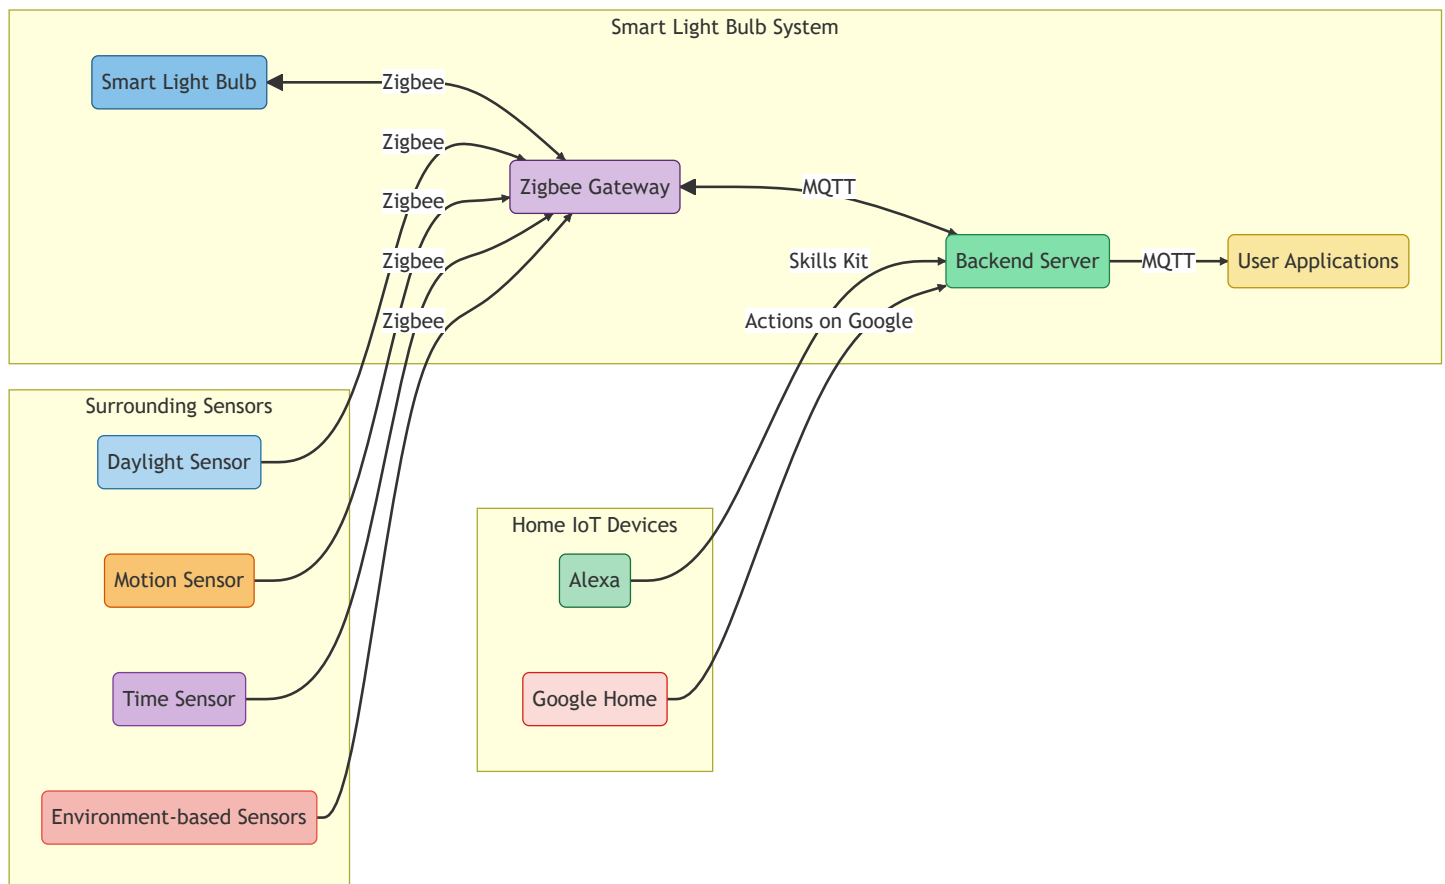 Smart Light Bulb System
Smart Light Bulb
Zigbee
Zigbee
Zigbee Gateway
MQTT
Zigbee
Zigbee
Skills Kit
Backend Server
MQTT
User Applications
Zigbee
Actions on Google
Surrounding Sensors
Daylight Sensor
Motion Sensor
Time Sensor
Environment-based Sensors
Home IoT Devices
Alexa
Google Home